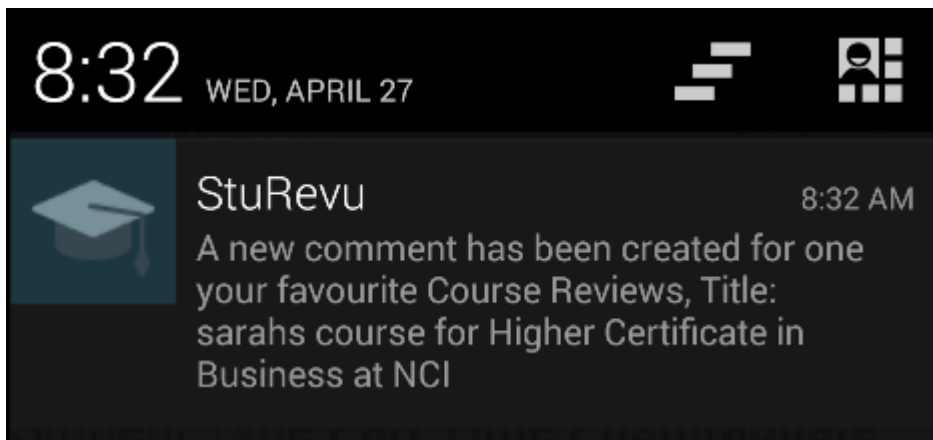 8:32 WED, APRIL 27
StuRevu 8:32 AM
A new comment has been created for one
your favourite Course Reviews, Title:
sarahs course for Higher Certificate in
Business at NCI